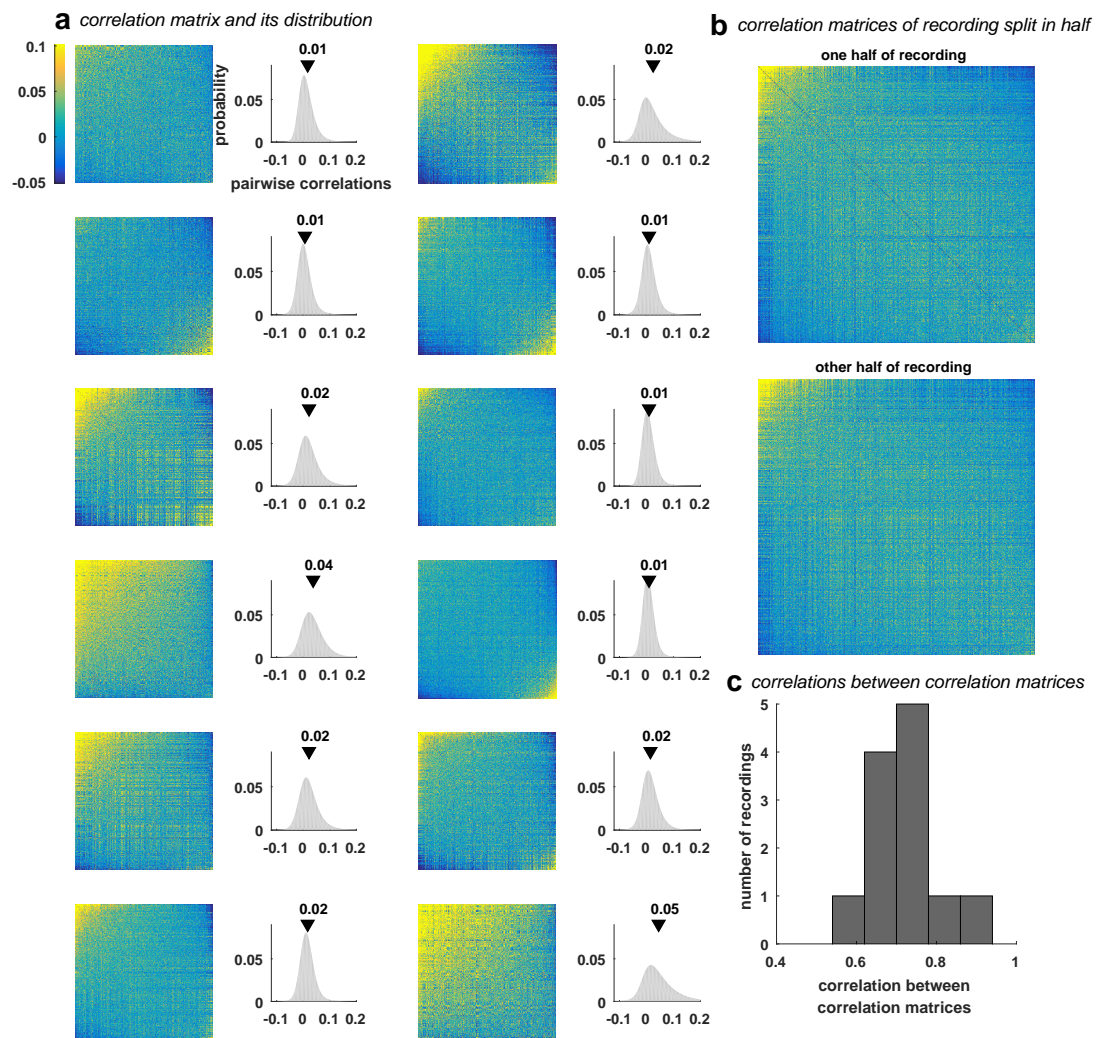 a correlation matrix and its distribution
0.1
0.05
0
-0.05
probability
0.01
0.05
0
-0.1 0 0.1 0.2
pairwise correlations
0.02
0.05
0
-0.1 0 0.1 0.2
0.01
0.05
0
-0.1 0 0.1 0.2
0.01
0.05
0
-0.1 0 0.1 0.2
0.02
0.05
0
-0.1 0 0.1 0.2
0.01
0.05
0
-0.1 0 0.1 0.2
0.04
0.05
0
-0.1 0 0.1 0.2
0.01
0.05
0
-0.1 0 0.1 0.2
0.02
0.05
0
-0.1 0 0.1 0.2
0.02
0.05
0
-0.1 0 0.1 0.2
0.02
0.05
0
-0.1 0 0.1 0.2
0.05
0.05
0
-0.1 0 0.1 0.2
b correlation matrices of recording split in half
one half of recording
other half of recording
c correlations between correlation matrices
number of recordings
5
4
3
2
1
0
0.4 0.6 0.8 1
correlation between
correlation matrices